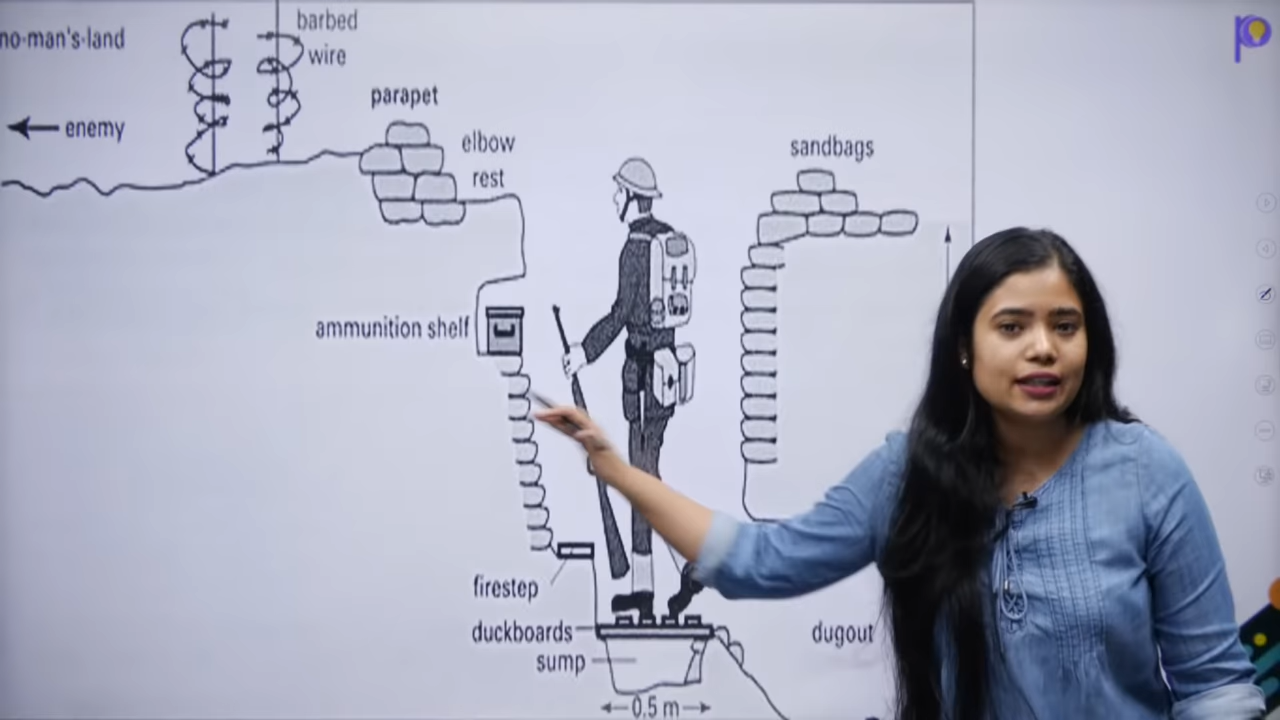 no-man's-land
barbed
wire
enemy
parapet
elbow
rest
sandbags
ammunition shelf
firestep
duckboards
sump
dugout
0.5 m